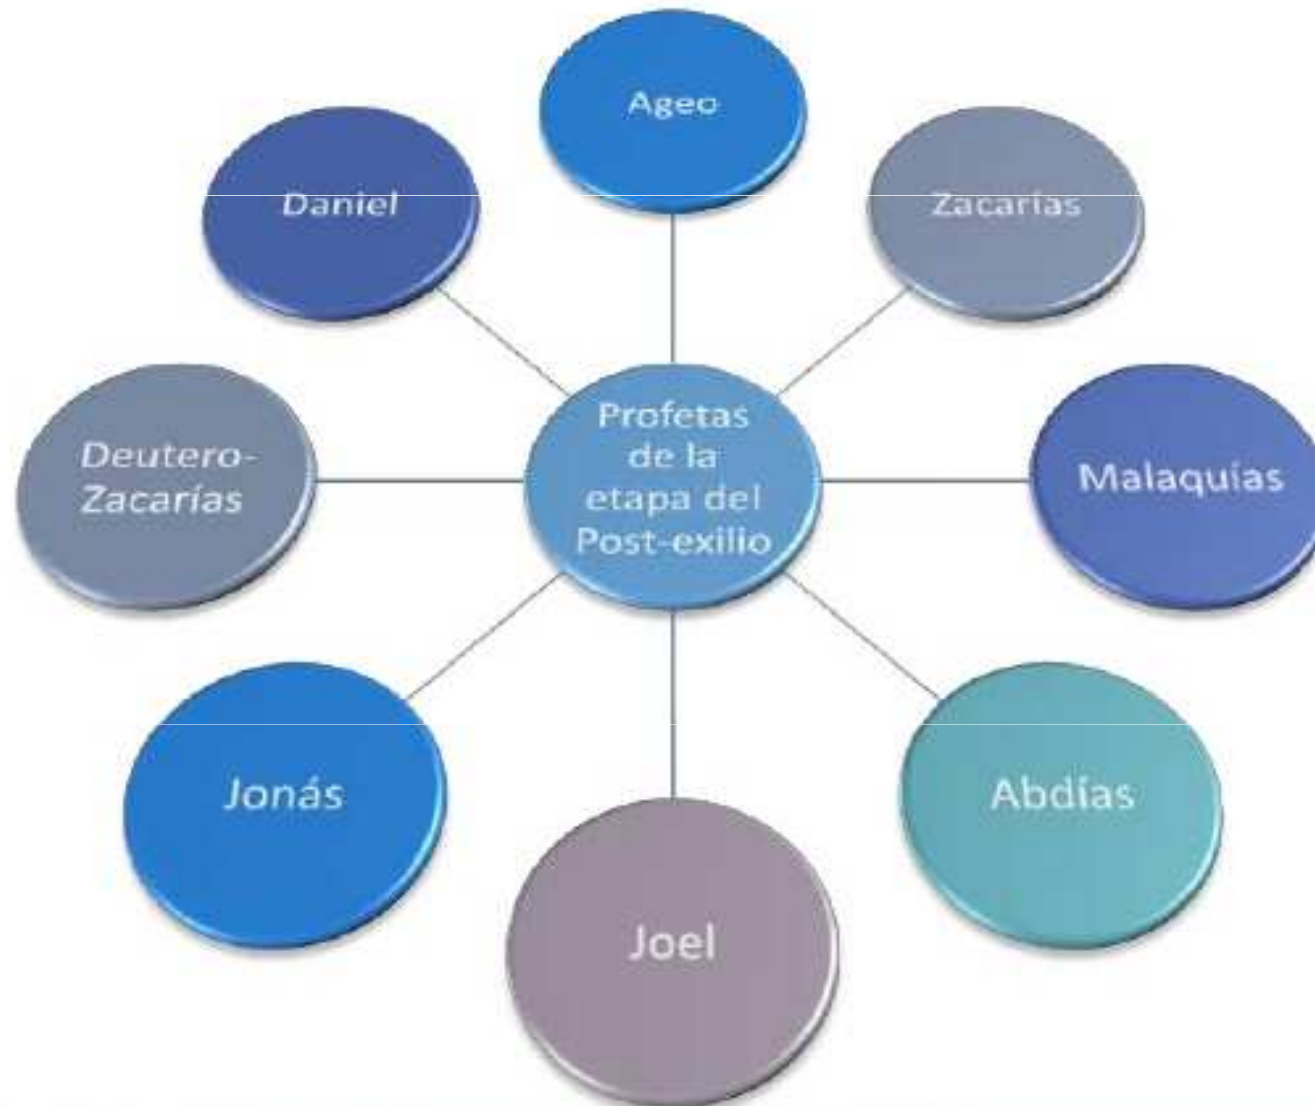 Ageo
Zacarías
Malaquías
Abdías
Joel
Jonás
Deutero-
Zacarías
Daniel
Profetas
de la
etapa del
Post-exilio